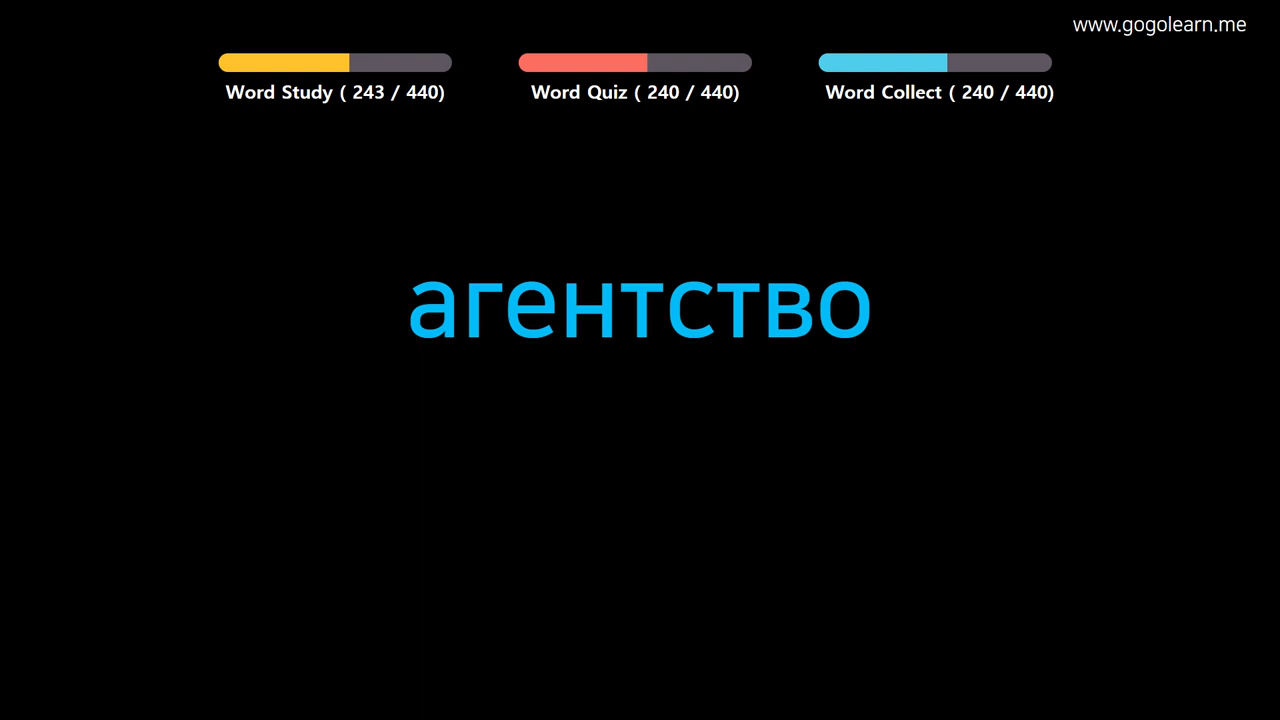 www.gogolearn.me
Word Study ( 243 / 440)
Word Quiz ( 240 / 440)
Word Collect ( 240 / 440)
агентство